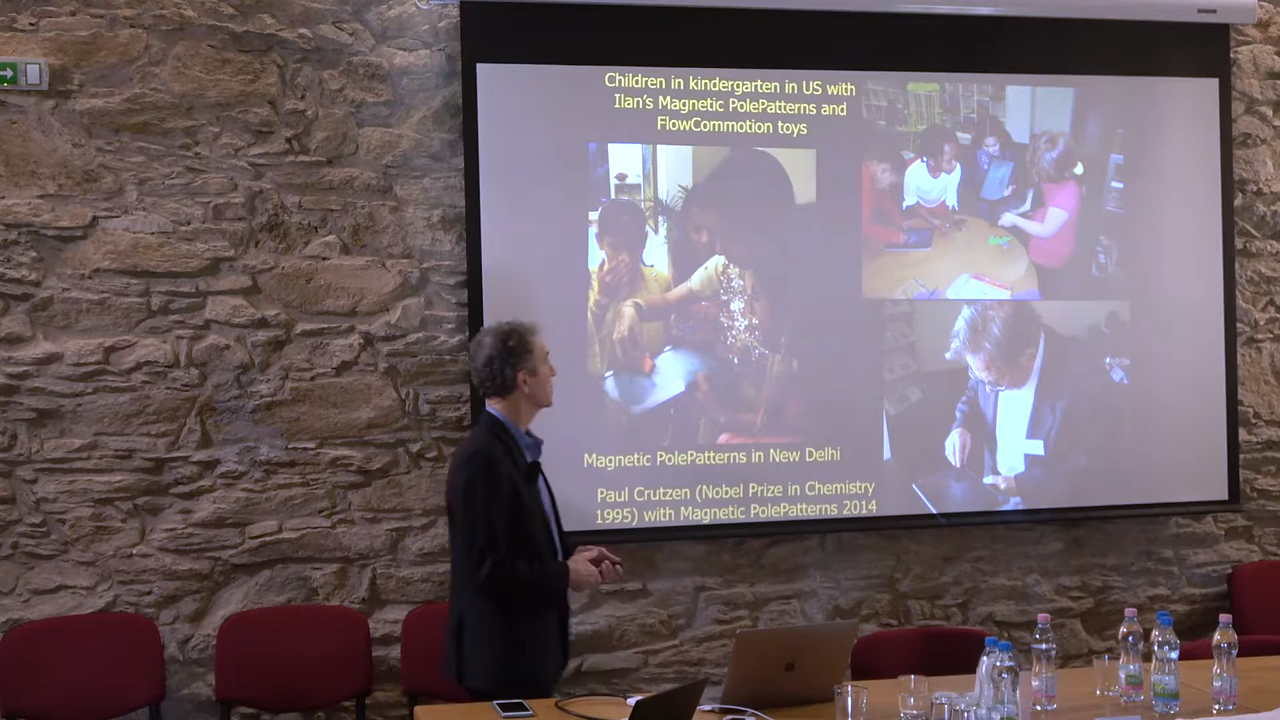 Children in kindergarten in US with
Ilan's Magnetic PolePatterns and
FlowCommotion toys
Magnetic PolePatterns in New Delhi
Paul Crutzen (Nobel Prize in Chemistry
1995) with Magnetic PolePatterns 2014